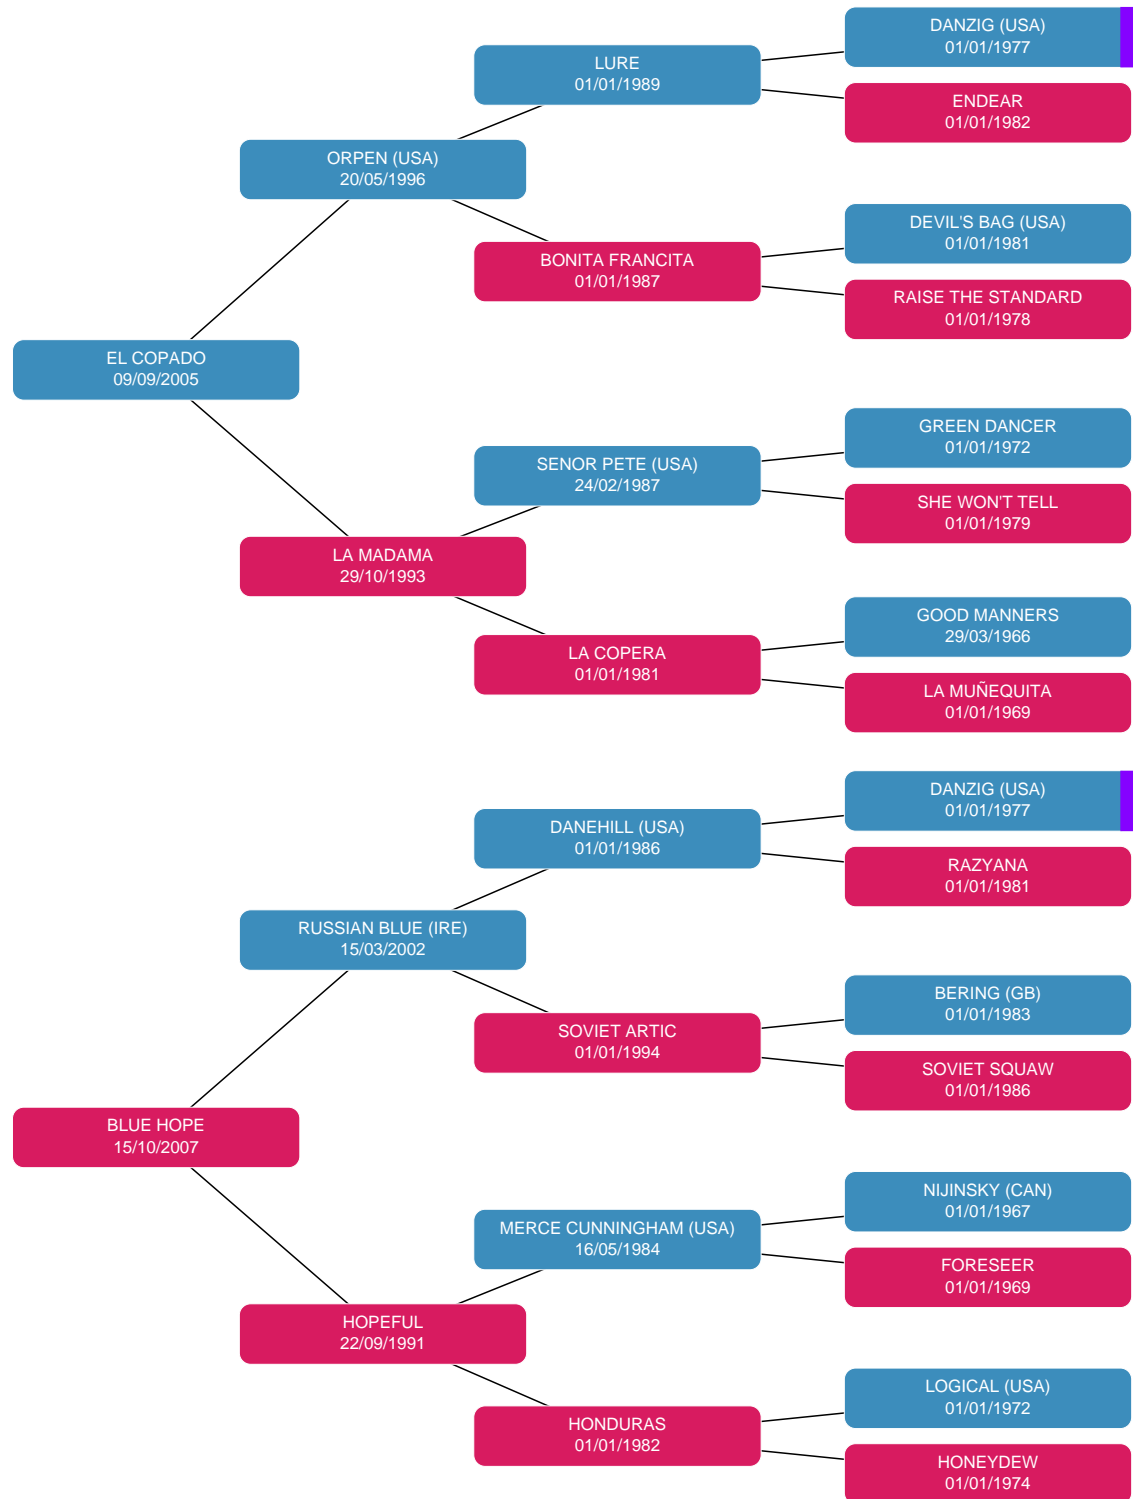 DANZIG (USA)
01/01/1977
LURE
01/01/1989
ENDEAR
01/01/1982
ORPEN (USA)
20/05/1996
DEVIL'S BAG (USA)
01/01/1981
BONITA FRANCITA
01/01/1987
RAISE THE STANDARD
01/01/1978
EL COPADO
09/09/2005
GREEN DANCER
01/01/1972
SENOR PETE (USA)
24/02/1987
SHE WON'T TELL
01/01/1979
LA MADAMA
29/10/1993
GOOD MANNERS
29/03/1966
LA COPERA
01/01/1981
LA MUÑEQUITA
01/01/1969
DANZIG (USA)
01/01/1977
DANEHILL (USA)
01/01/1986
RAZYANA
01/01/1981
RUSSIAN BLUE (IRE)
15/03/2002
BERING (GB)
01/01/1983
SOVIET ARTIC
01/01/1994
SOVIET SQUAW
01/01/1986
BLUE HOPE
15/10/2007
NIJINSKY (CAN)
01/01/1967
MERCE CUNNINGHAM (USA)
16/05/1984
FORESEER
01/01/1969
HOPEFUL
22/09/1991
LOGICAL (USA)
01/01/1972
HONDURAS
01/01/1982
HONEYDEW
01/01/1974